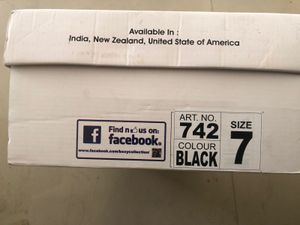 Available In :
India, New Zealand, United State of America
f
Find n us on:
facebook.
ART. NO.
742
COLOUR
BLACK
SIZE
7